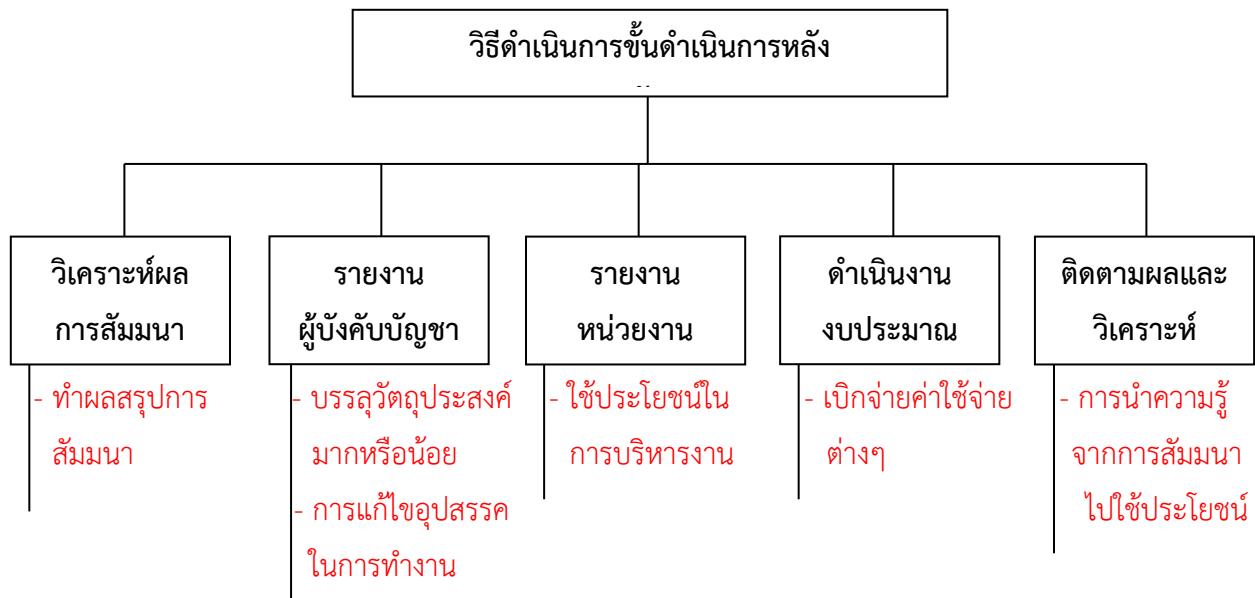 วิธีดำเนินการขั้นดำเนินการหลัง
วิเคราะห์ผล
การสัมมนา
- ทำผลสรุปการ
สัมมนา
รายงาน
ผู้บังคับบัญชา
- บรรลุวัตถุประสงค์
มากหรือน้อย
- การแก้ไขอุปสรรค
ในการทำงาน
รายงาน
หน่วยงาน
- ใช้ประโยชน์ใน
การบริหารงาน
ดำเนินงาน
งบประมาณ
- เบิกจ่ายค่าใช้จ่าย
ต่างๆ
ติดตามผลและ
วิเคราะห์
- การนำความรู้
จากการสัมมนา
ไปใช้ประโยชน์